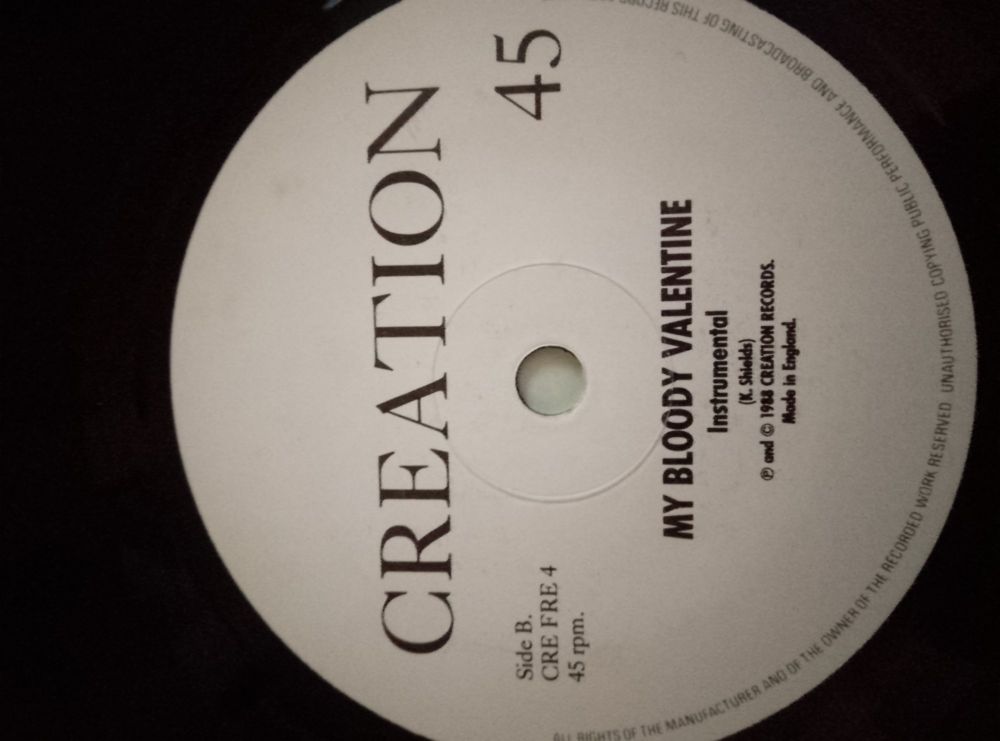 CREATION
45
Side B.
CRE FRE 4
45 rpm.
MY BLOODY VALENTINE
Instrumental
(K. Shields)
℗ and © 1988 CREATION RECORDS.
Made in England.
ALL RIGHTS OF THE MANUFACTURER AND OF THE OWNER OF THE RECORDED WORK RESERVED UNAUTHORISED COPYING PUBLIC PERFORMANCE AND BROADCASTING OF THIS RECORD